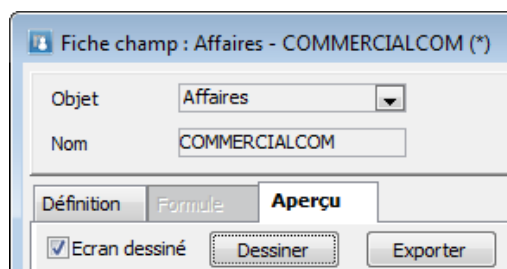 Fiche champ : Affaires - COMMERCIALCOM (*)
Objet Affaires
Nom COMMERCIALCOM
Définition Formule Aperçu
Ecran dessiné Dessiner Exporter